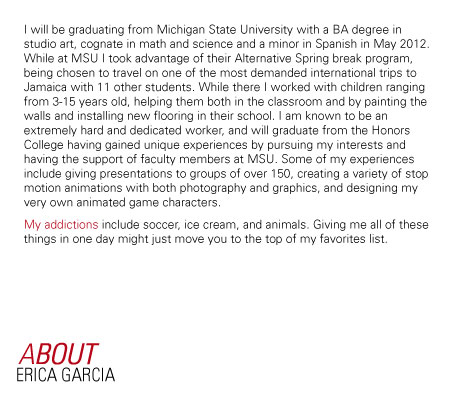 I will be graduating from Michigan State University with a BA degree in
studio art, cognate in math and science and a minor in Spanish in May 2012.
While at MSU I took advantage of their Alternative Spring break program,
being chosen to travel on one of the most demanded international trips to
Jamaica with 11 other students. While there I worked with children ranging
from 3-15 years old, helping them both in the classroom and by painting the
walls and installing new flooring in their school. I am known to be an
extremely hard and dedicated worker, and will graduate from the Honors
College having gained unique experiences by pursuing my interests and
having the support of faculty members at MSU. Some of my experiences
include giving presentations to groups of over 150, creating a variety of stop
motion animations with both photography and graphics, and designing my
very own animated game characters.
My addictions include soccer, ice cream, and animals. Giving me all of these
things in one day might just move you to the top of my favorites list.
ABOUT
ERICA GARCIA